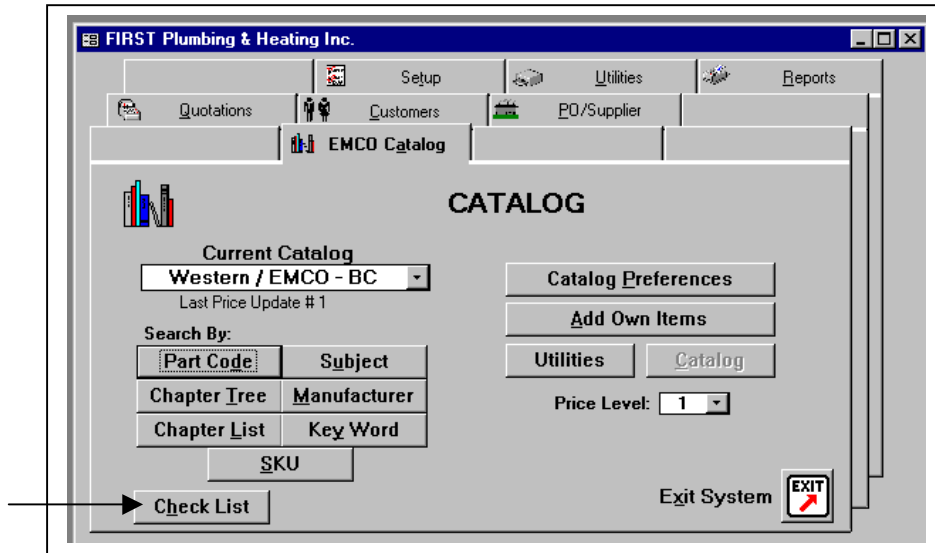 FIRST Plumbing & Heating Inc.
Setup Utilities Reports
Quotations Customers PO/Supplier
EMCO Catalog
CATALOG
Current Catalog
Western / EMCO - BC
Last Price Update # 1
Search By:
Part Code Subject
Chapter Tree Manufacturer
Chapter List Key Word
SKU
Check List
Catalog Preferences
Add Own Items
Utilities Catalog
Price Level: 1
Exit System EXIT